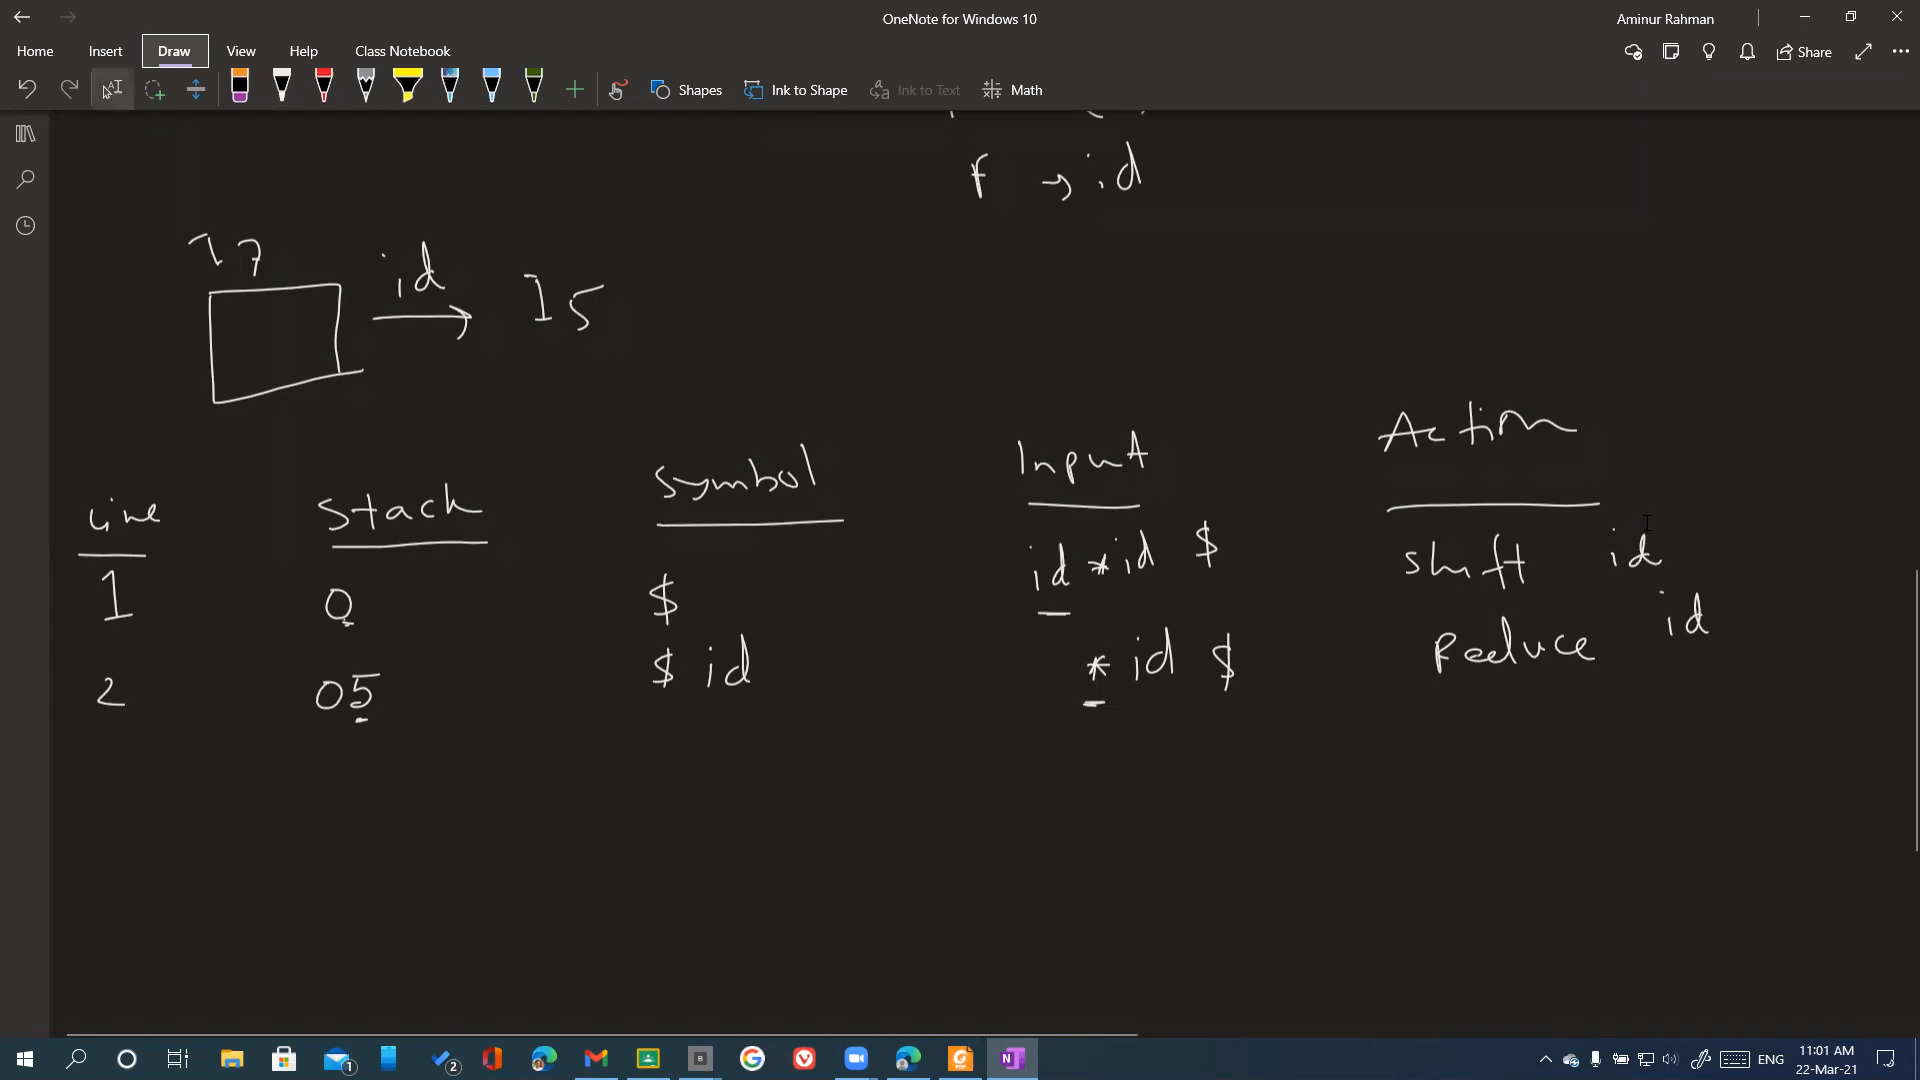 OneNote for Windows 10
Aminur Rahman
Home Insert Draw View Help Class Notebook
Share
Shapes Ink to Shape Ink to Text Math
F → id
I7
id
I5
Line Stack Symbol Input Action
1 0 $ id * id $ shift id
2 05 $ id * id $ Reduce id
ENG
11:01 AM
22-Mar-21